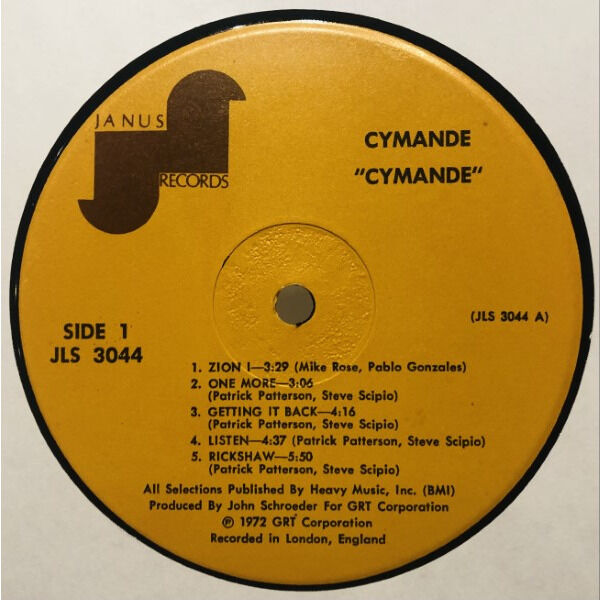 JANUS
RECORDS
CYMANDE
"CYMANDE"
SIDE 1
JLS 3044
(JLS 3044 A)
1. ZION I—3:29 (Mike Rose, Pablo Gonzales)
2. ONE MORE—3:06
(Patrick Patterson, Steve Scipio)
3. GETTING IT BACK—4:16
(Patrick Patterson, Steve Scipio)
4. LISTEN—4:37 (Patrick Patterson, Steve Scipio)
5. RICKSHAW—5:50
(Patrick Patterson, Steve Scipio)
All Selections Published By Heavy Music, Inc. (BMI)
Produced By John Schroeder For GRT Corporation
℗ 1972 GRT Corporation
Recorded in London, England